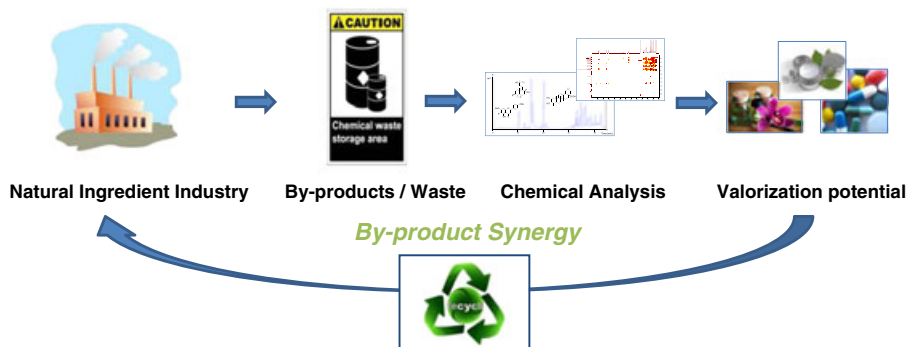 CAUTION
Chemical waste
storage area
Natural Ingredient Industry
By-products / Waste
Chemical Analysis
Valorization potential
By-product Synergy